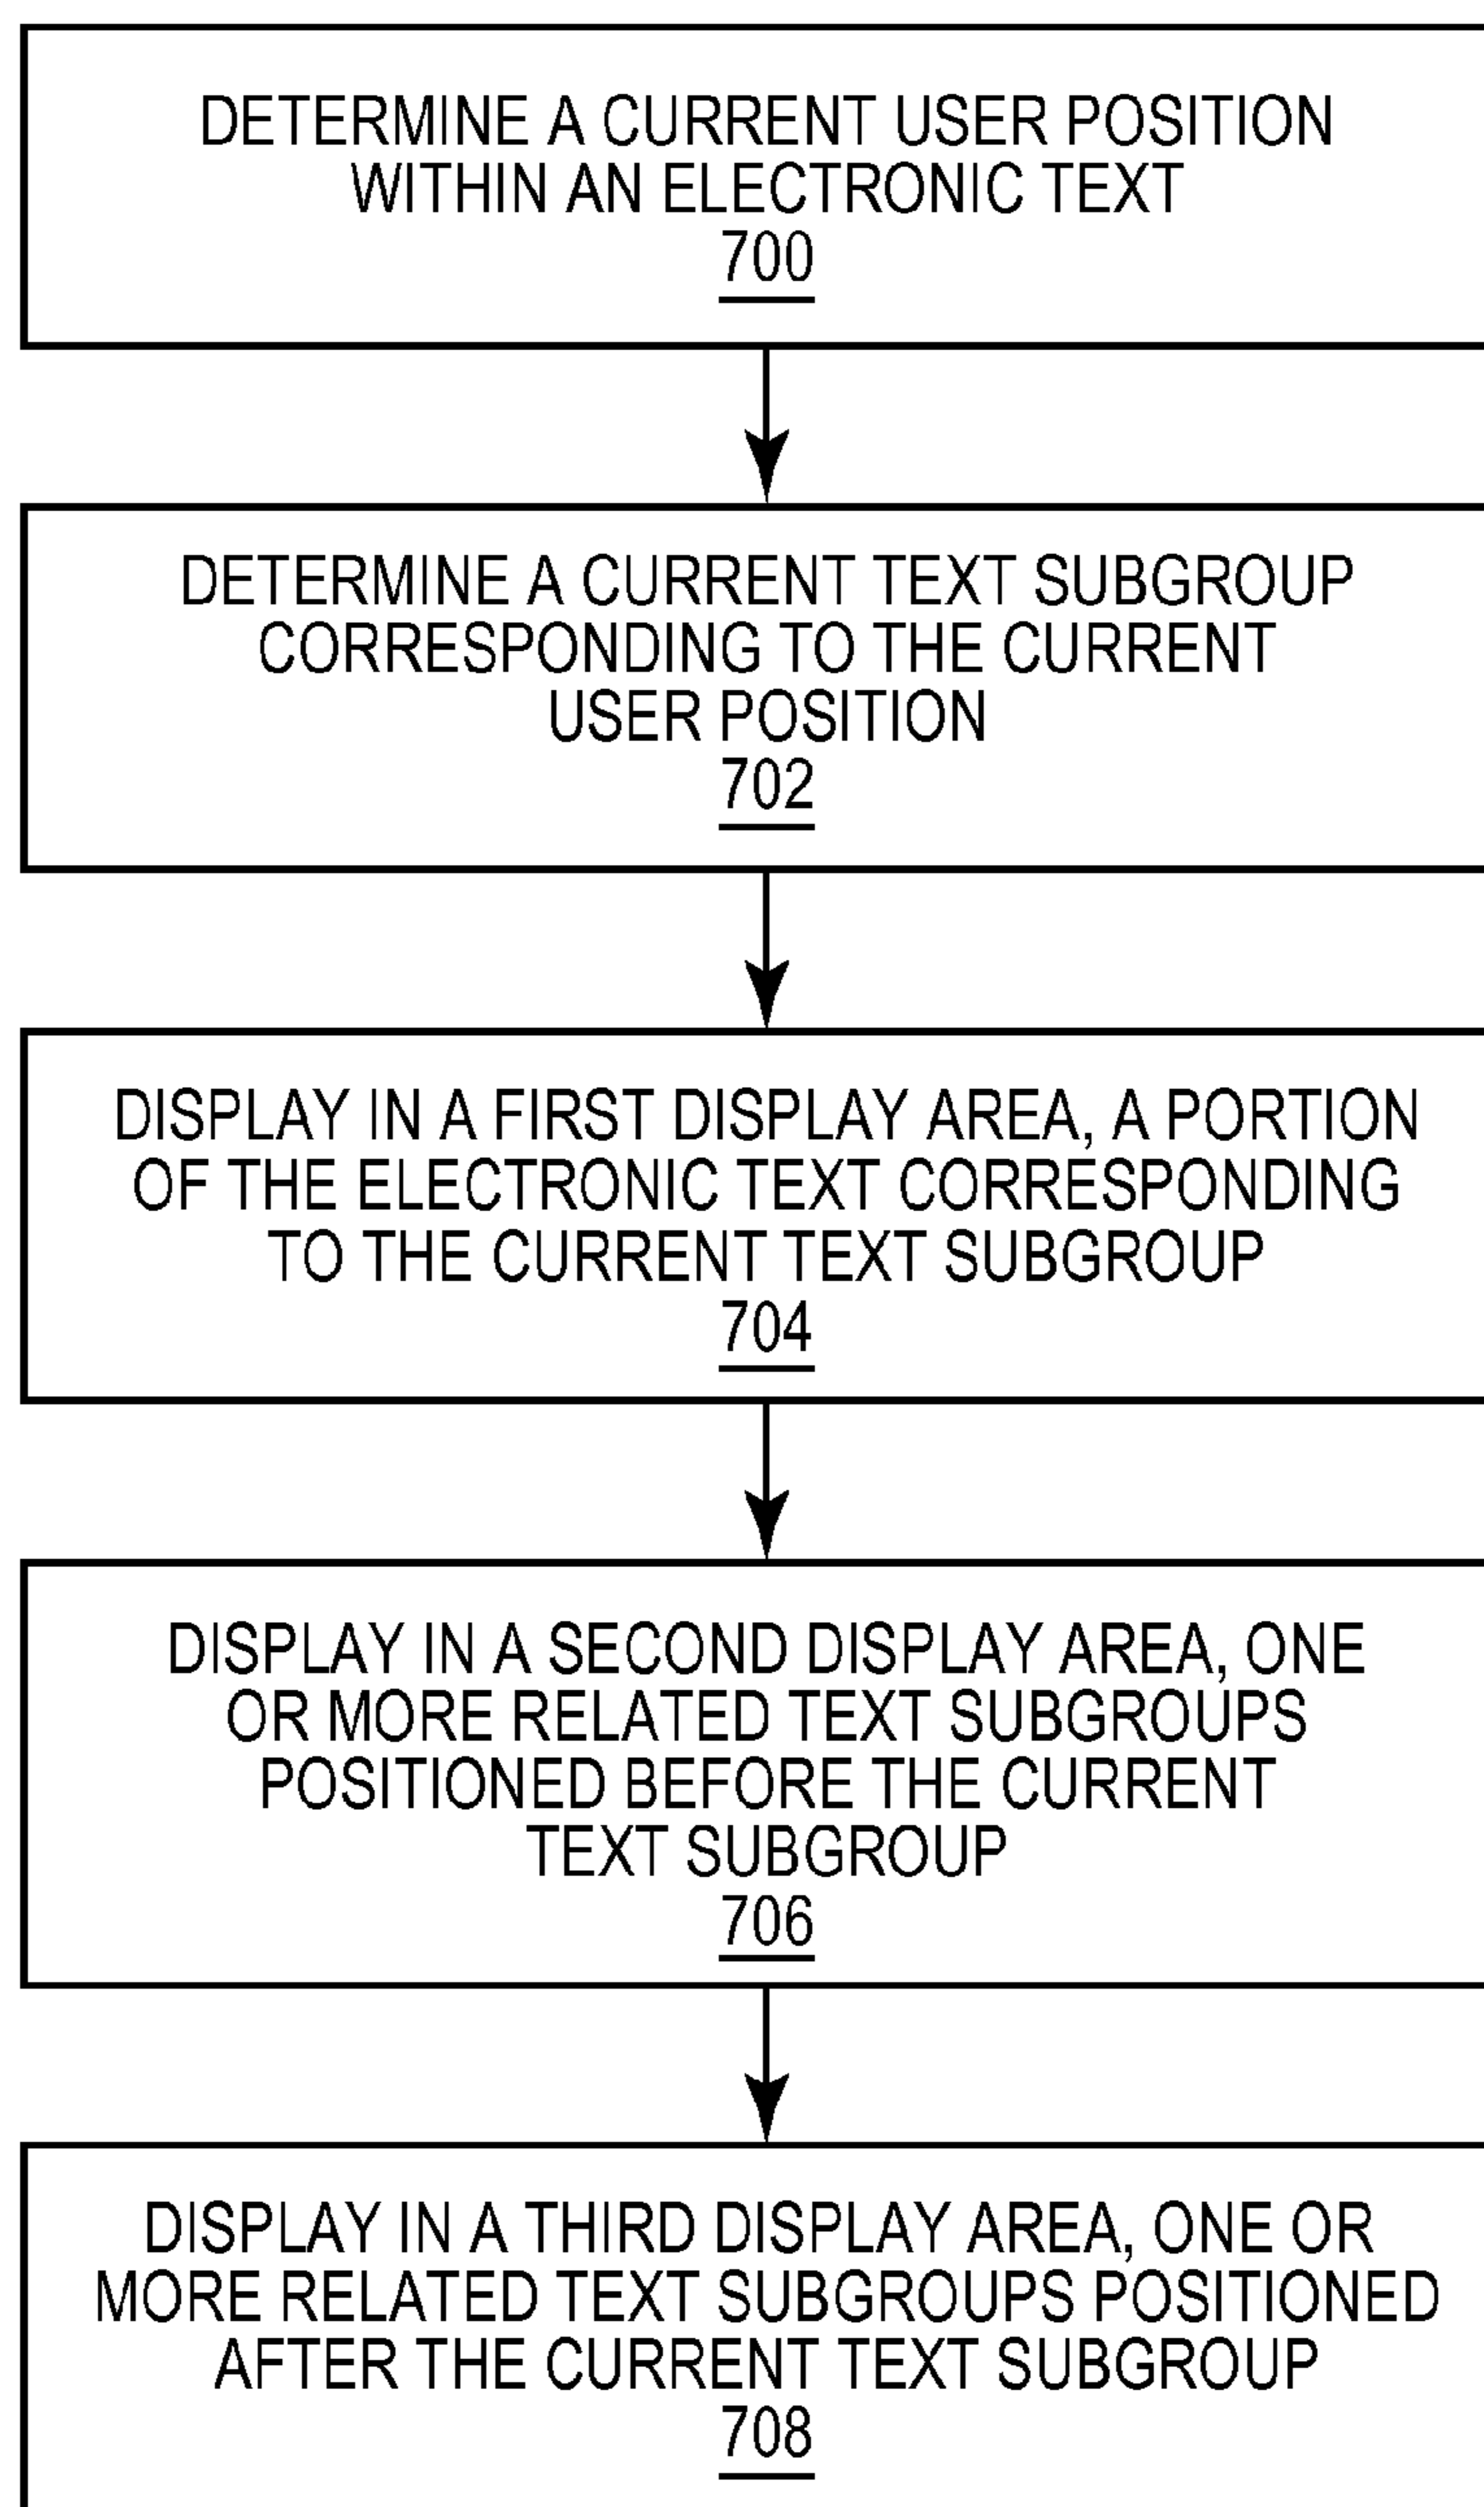 DETERMINE A CURRENT USER POSITION
WITHIN AN ELECTRONIC TEXT
700
DETERMINE A CURRENT TEXT SUBGROUP
CORRESPONDING TO THE CURRENT
USER POSITION
702
DISPLAY IN A FIRST DISPLAY AREA, A PORTION
OF THE ELECTRONIC TEXT CORRESPONDING
TO THE CURRENT TEXT SUBGROUP
704
DISPLAY IN A SECOND DISPLAY AREA, ONE
OR MORE RELATED TEXT SUBGROUPS
POSITIONED BEFORE THE CURRENT
TEXT SUBGROUP
706
DISPLAY IN A THIRD DISPLAY AREA, ONE OR
MORE RELATED TEXT SUBGROUPS POSITIONED
AFTER THE CURRENT TEXT SUBGROUP
708